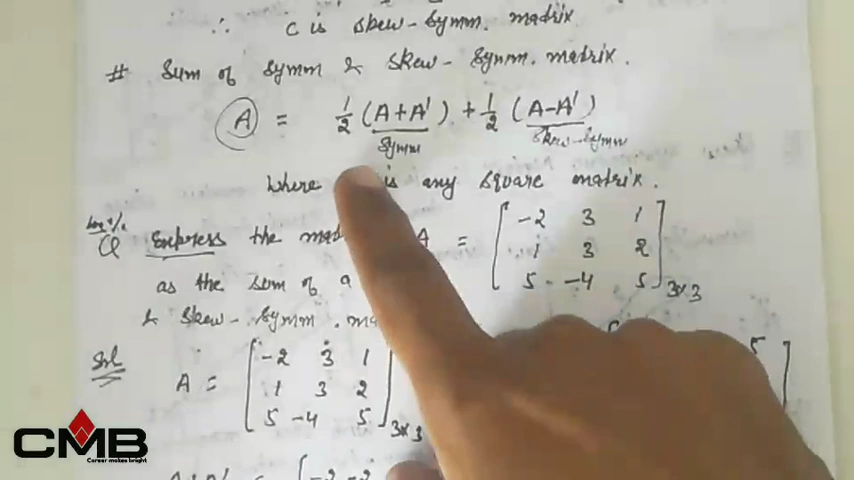 ∴ C is skew-symm. matrix
# Sum of symm & skew-symm. matrix.
A = 1/2 (A+A') + 1/2 (A-A')
symm skew-symm
where is any square matrix.
Q Express the A = [ -2 3 1
1 3 2
as the sum of a 5 -4 5 ] 3×3
& skew-symm.
Sol A = [ -2 3 1
1 3 2
5 -4 5 ] 3×3
5 ]
CMB
Career makes bright